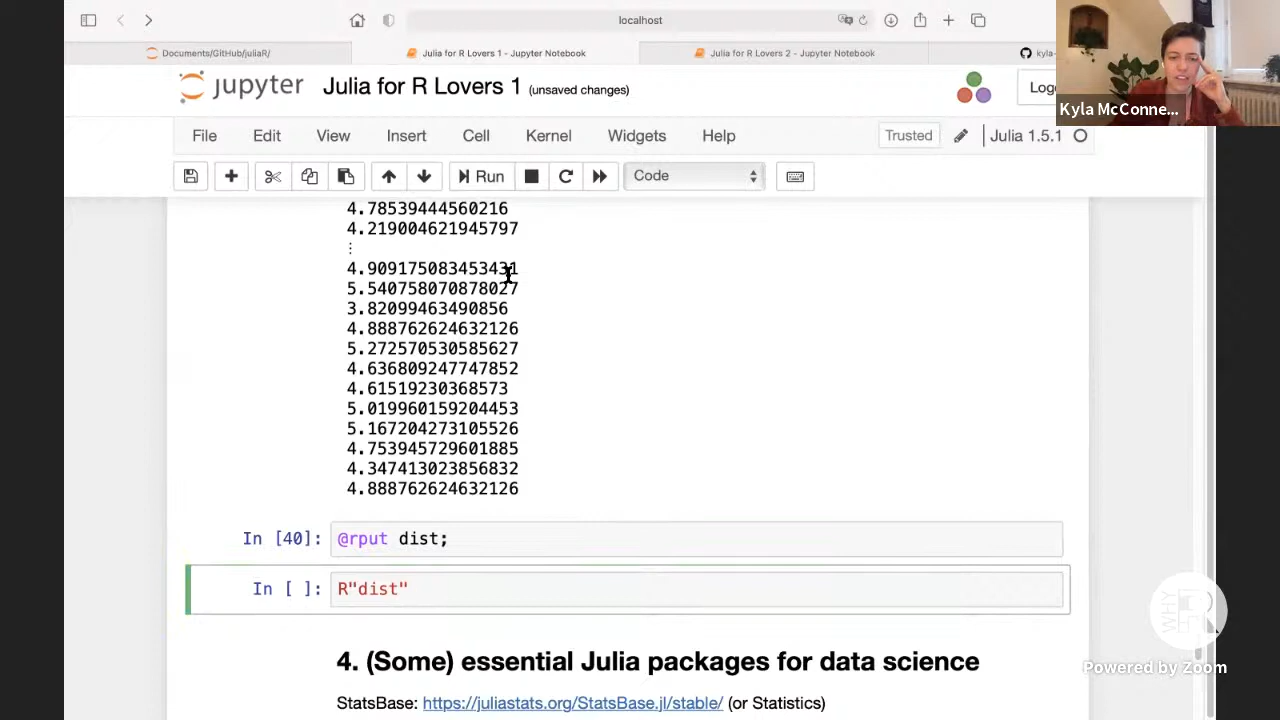 localhost
Documents/GitHub/juliaR/
Julia for R Lovers 1 - Jupyter Notebook
Julia for R Lovers 2 - Jupyter Notebook
kyla-
jupyter Julia for R Lovers 1 (unsaved changes)
Kyla McConne...
File Edit View Insert Cell Kernel Widgets Help Trusted Julia 1.5.1
Run Code
4.78539444560216
4.219004621945797
⋮
4.909175083453431
5.540758070878027
3.82099463490856
4.888762624632126
5.272570530585627
4.636809247747852
4.61519230368573
5.019960159204453
5.167204273105526
4.753945729601885
4.347413023856832
4.888762624632126
In [40]: @rput dist;
In [ ]: R"dist"
WHY R?
4. (Some) essential Julia packages for data science
Powered by Zoom
StatsBase: https://juliastats.org/StatsBase.jl/stable/ (or Statistics)